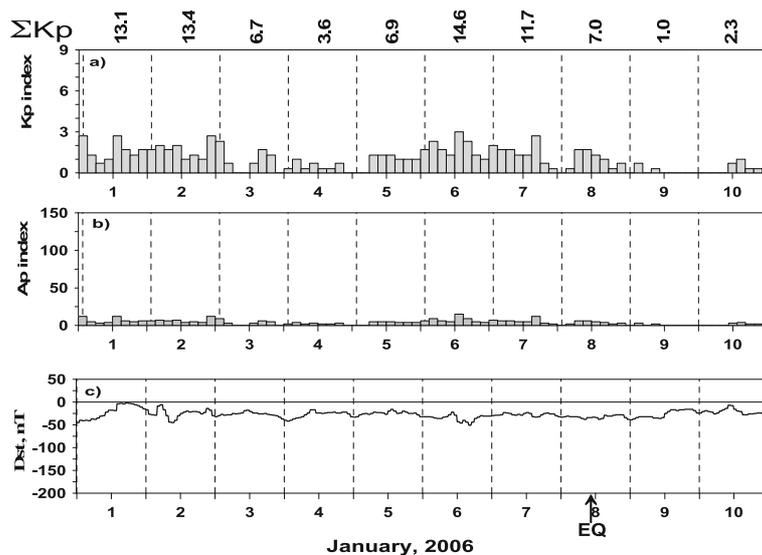 ΣKp 13.1 13.4 6.7 3.6 6.9 14.6 11.7 7.0 1.0 2.3
Kp index
9
6
3
0
a)
1 2 3 4 5 6 7 8 9 10
Ap index
150
100
50
0
b)
1 2 3 4 5 6 7 8 9 10
Dst, nT
50
0
-50
-100
-150
-200
c)
1 2 3 4 5 6 7 8 9 10
EQ
January, 2006